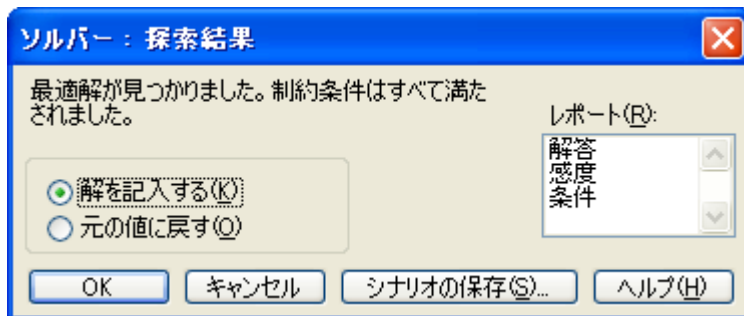 ソルバー : 探索結果
最適解が見つかりました。制約条件はすべて満た
されました。
レポート(R):
解答
感度
条件
解を記入する(K)
元の値に戻す(O)
OK
キャンセル
シナリオの保存(S)...
ヘルプ(H)